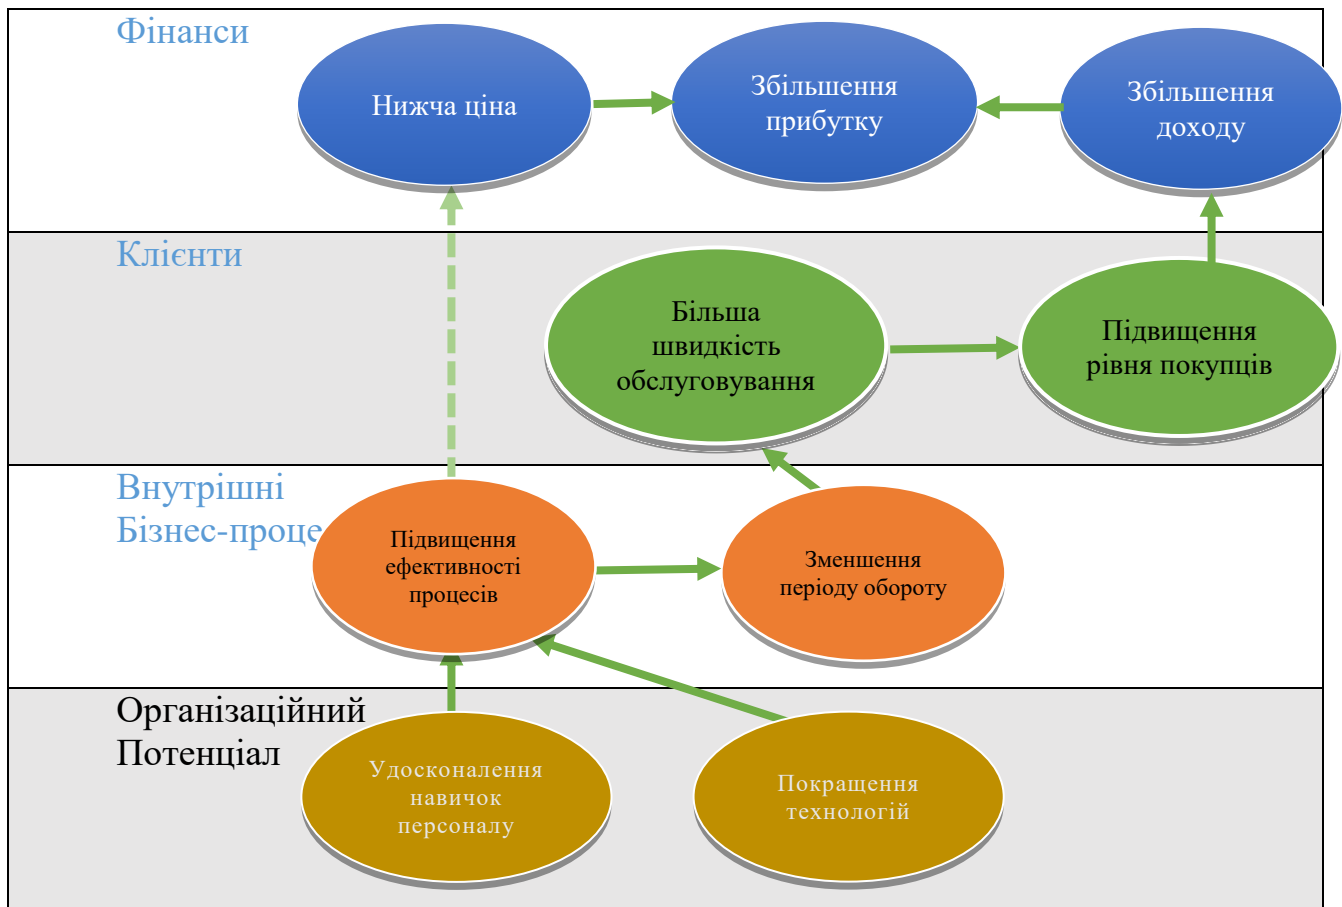 Фінанси
Нижча ціна
Збільшення
прибутку
Збільшення
доходу
Клієнти
Більша
швидкість
обслуговування
Підвищення
рівня покупців
Внутрішні
Бізнес-проце
Підвищення
ефективності
процесів
Зменшення
періоду обороту
Організаційний
Потенціал
Удосконалення
навичок
персоналу
Покращення
технологій